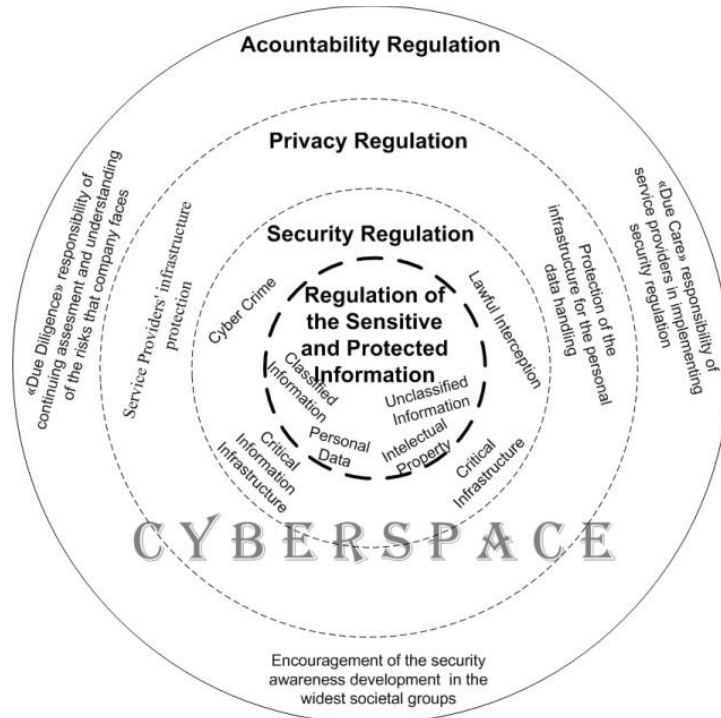 Acountability Regulation
Privacy Regulation
Security Regulation
Regulation of
the Sensitive
and Protected
Information
«Due Diligence» responsibility of
continuing assesment and understanding
of the risks that company faces
Service Providers' infrastructure
protection
Cyber Crime
Lawful Interception
Protection of the
infrastructure for the personal
data handling
«Due Care» responsibility of
service providers in implementing
security regulation
Classified
Information
Unclassified
Information
Personal
Data
Intelectual
Property
Critical
Information
Infrastructure
Critical
Infrastructure
CYBERSPACE
Encouragement of the security
awareness development in the
widest societal groups